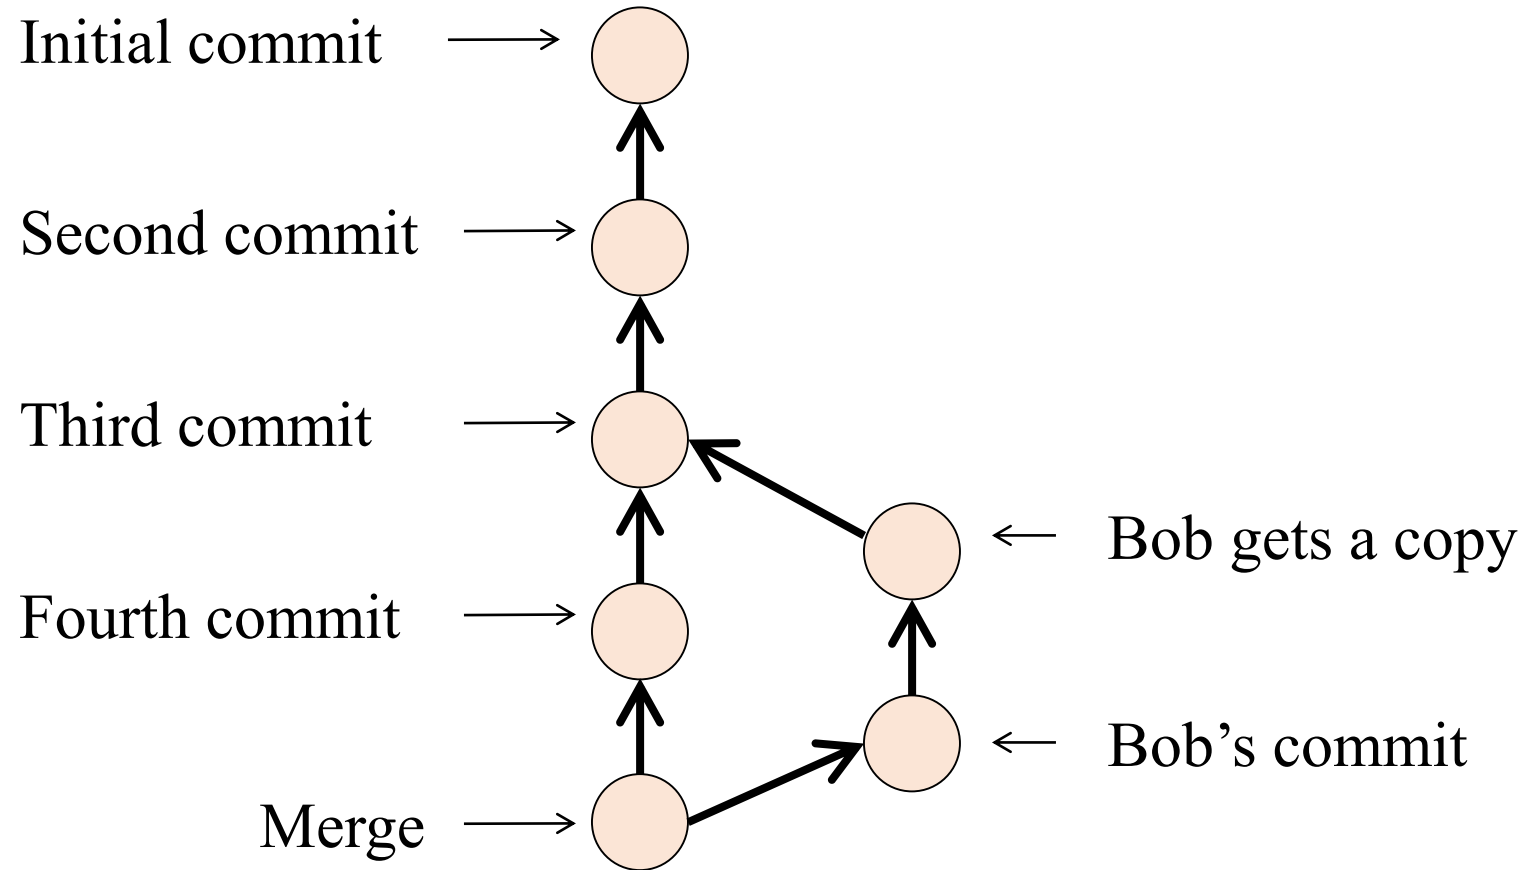 Initial commit
Second commit
Third commit
Bob gets a copy
Fourth commit
Bob’s commit
Merge